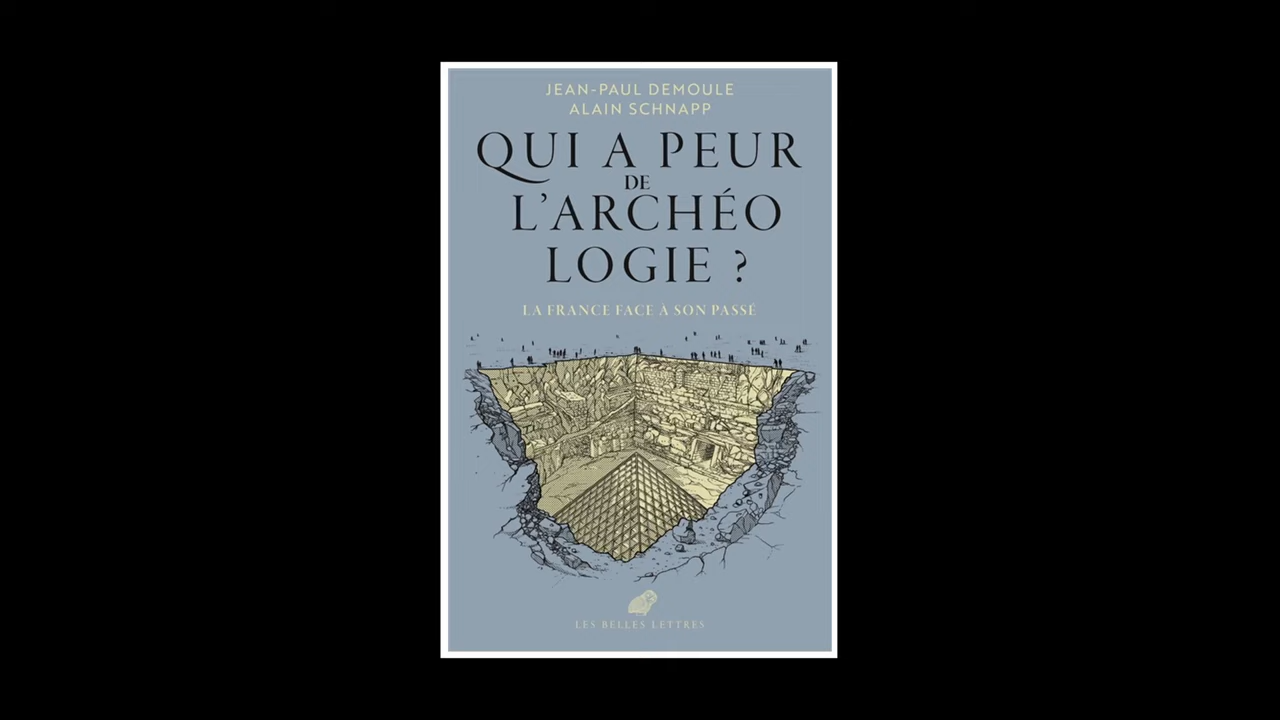 JEAN-PAUL DEMOULE
ALAIN SCHNAPP
QUI A PEUR
DE
L'ARCHÉO
LOGIE ?
LA FRANCE FACE À SON PASSÉ
LES BELLES LETTRES